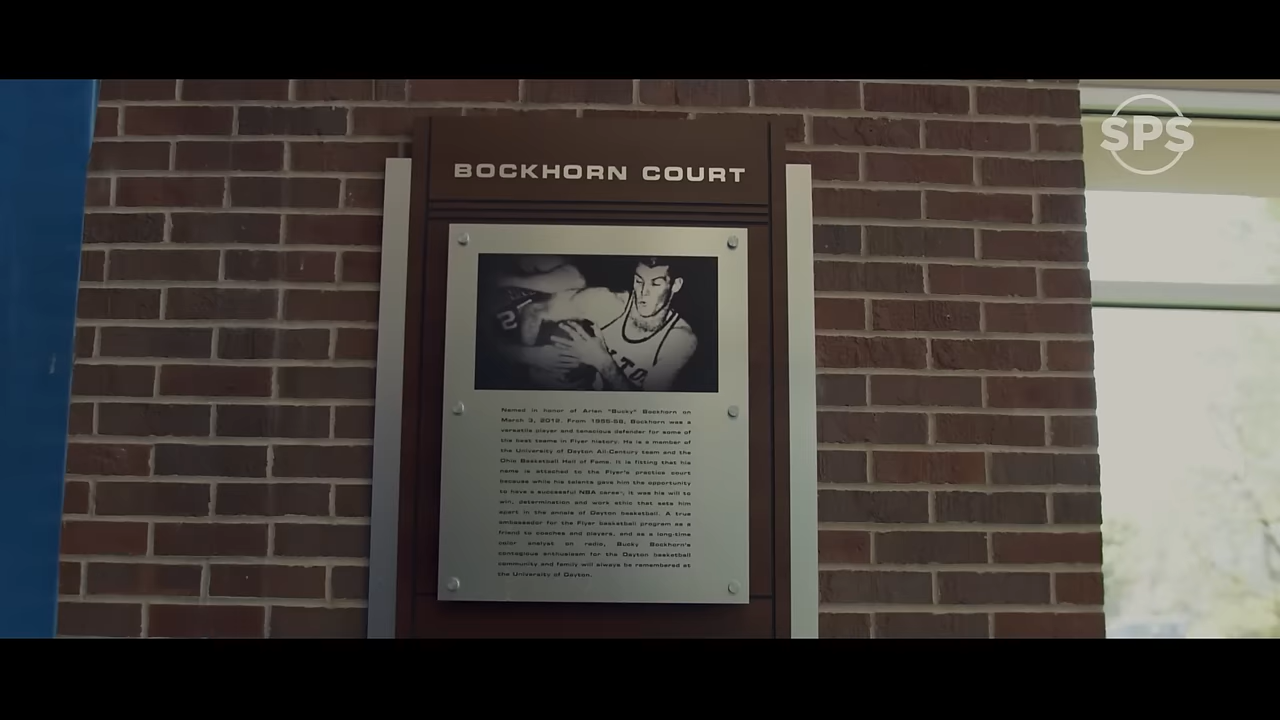 SPS
BOCKHORN COURT
Named in honor of Arlen "Bucky" Bockhorn on
March 3, 2012. From 1955-58, Bockhorn was a
versatile player and tenacious defender for some of
the best teams in Flyer history. He is a member of
the University of Dayton All-Century team and the
Ohio Basketball Hall of Fame. It is fitting that his
name is attached to the Flyer's practice court
because while his talents gave him the opportunity
to have a successful NBA career, it was his will to
win, determination and work ethic that sets him
apart in the annals of Dayton basketball. A true
ambassador for the Flyer basketball program as a
friend to coaches and players, and as a long-time
color analyst on radio, Bucky Bockhorn's
contagious enthusiasm for the Dayton basketball
community and family will always be remembered at
the University of Dayton.